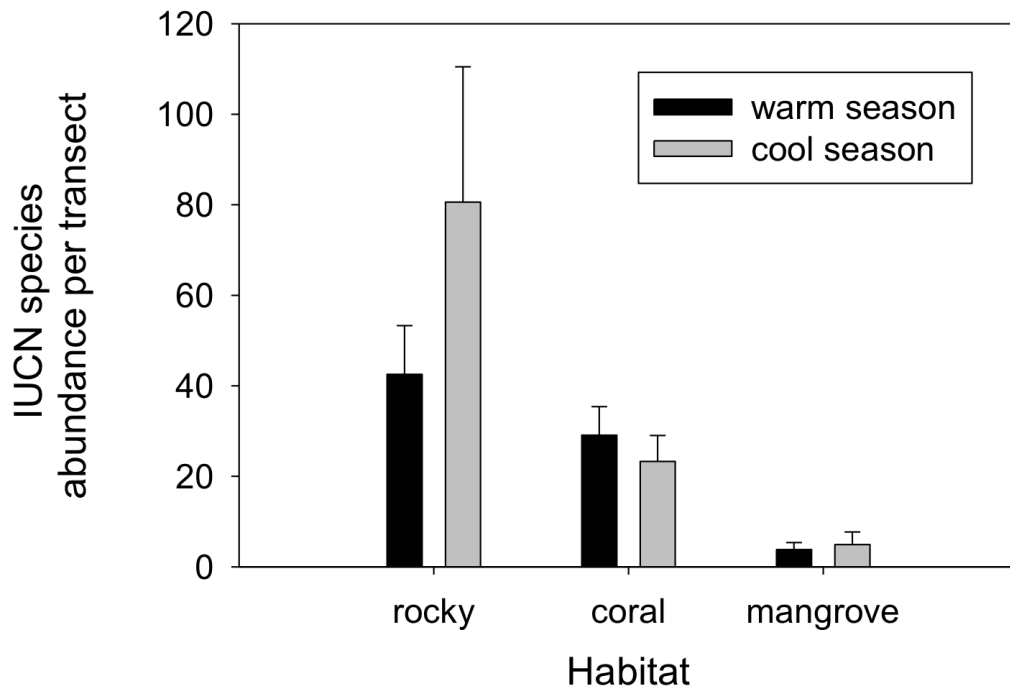 120
100
80
60
40
20
0
IUCN species
abundance per transect
warm season
cool season
rocky coral mangrove
Habitat